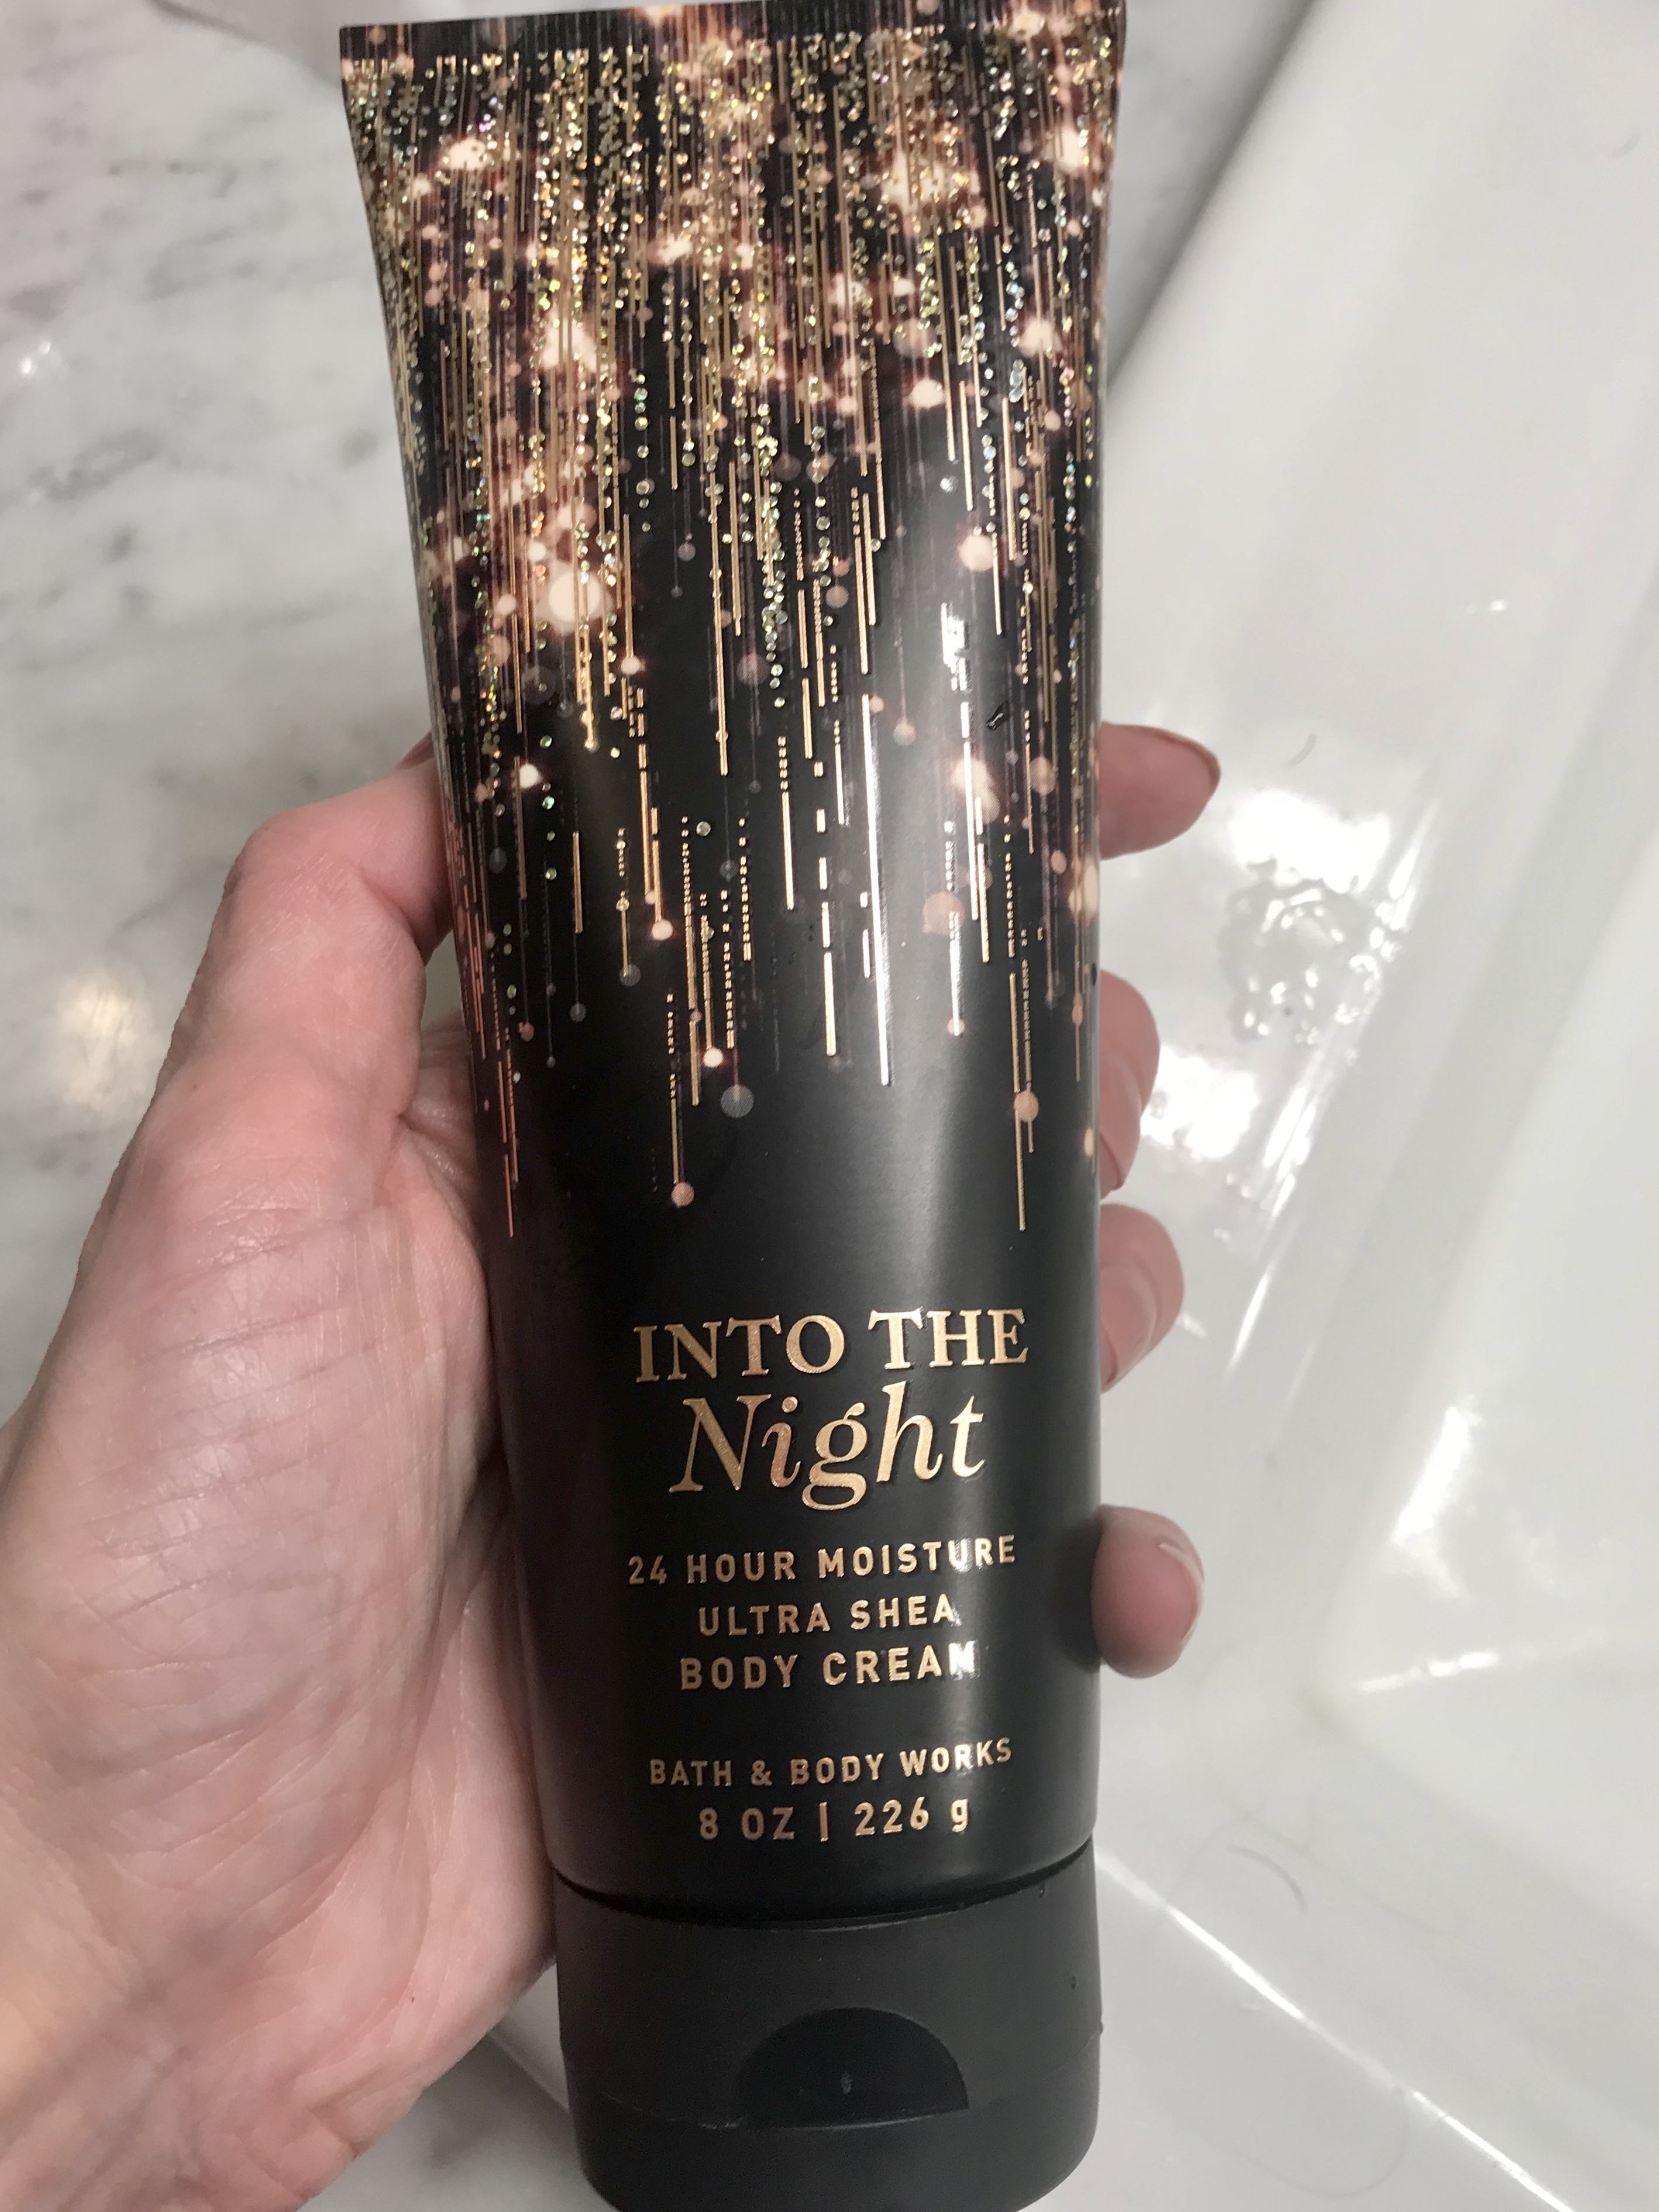 INTO THE
Night
24 HOUR MOISTURE
ULTRA SHEA
BODY CREAM
BATH & BODY WORKS
8 OZ | 226 g